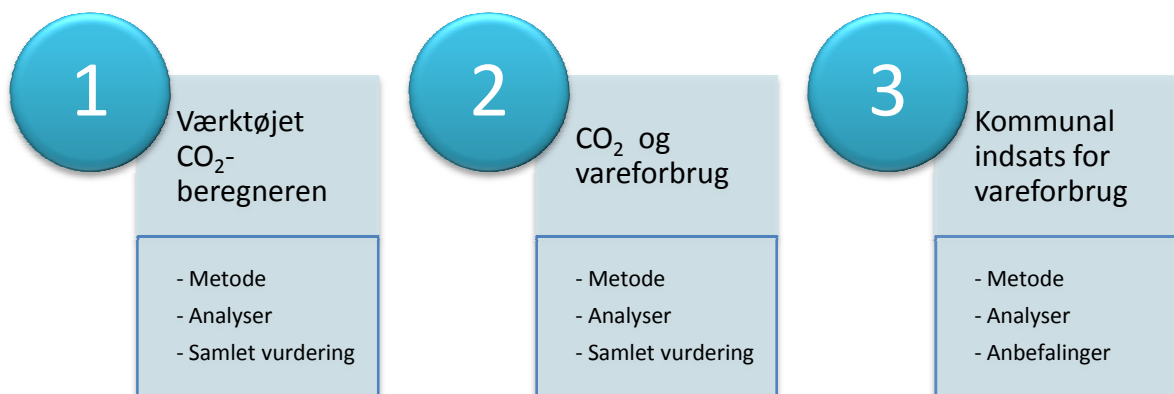 1
Værktøjet
CO₂-
beregneren
- Metode
- Analyser
- Samlet vurdering
2
CO₂ og
vareforbrug
- Metode
- Analyser
- Samlet vurdering
3
Kommunal
indsats for
vareforbrug
- Metode
- Analyser
- Anbefalinger